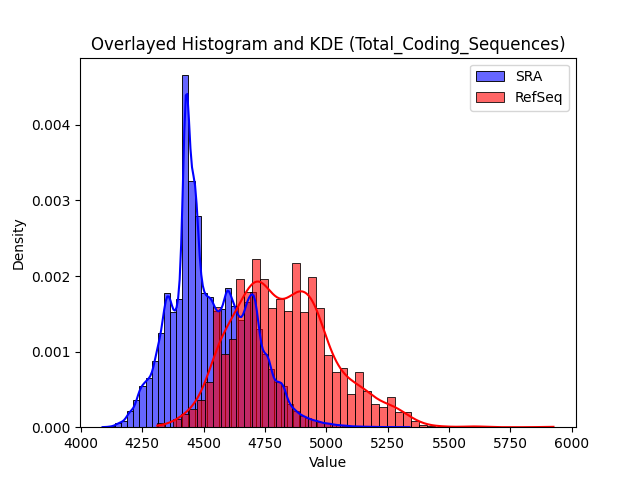 Overlayed Histogram and KDE (Total_Coding_Sequences)
SRA
RefSeq
Density
0.004
0.003
0.002
0.001
0.000
4000 4250 4500 4750 5000 5250 5500 5750 6000
Value